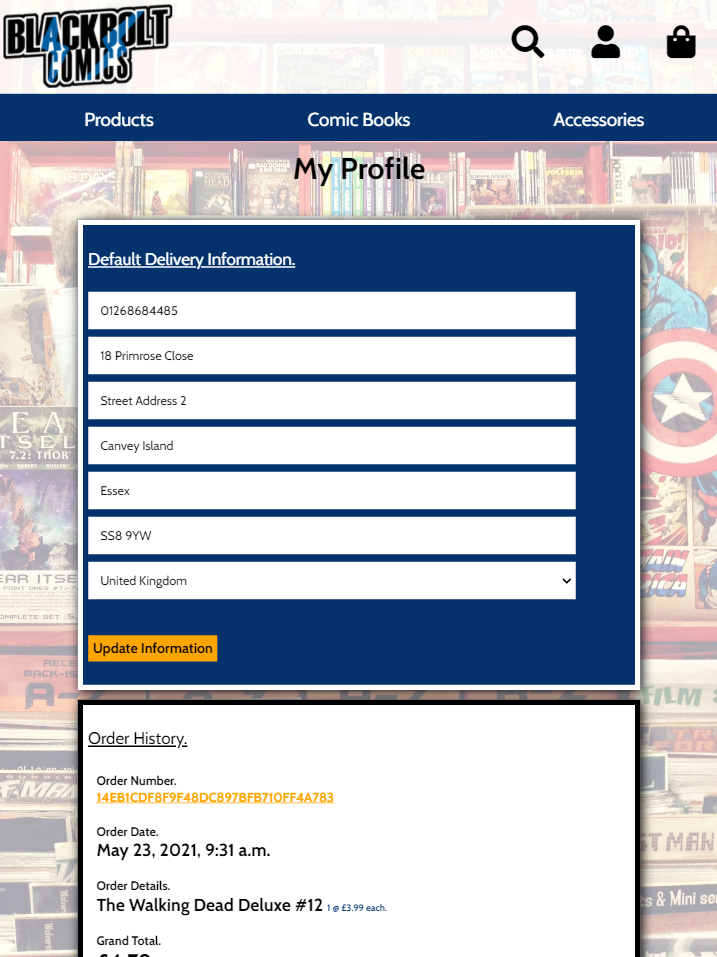 BLACKBOLT
COMICS
Products
Comic Books
Accessories
My Profile
Default Delivery Information.
01268684485
18 Primrose Close
Street Address 2
Canvey Island
Essex
SS8 9YW
United Kingdom
Update Information
Order History.
Order Number.
14EB1CDF8F9F48DC897BFB710FF4A783
Order Date.
May 23, 2021, 9:31 a.m.
Order Details.
The Walking Dead Deluxe #12 1 @ £3.99 each.
Grand Total.